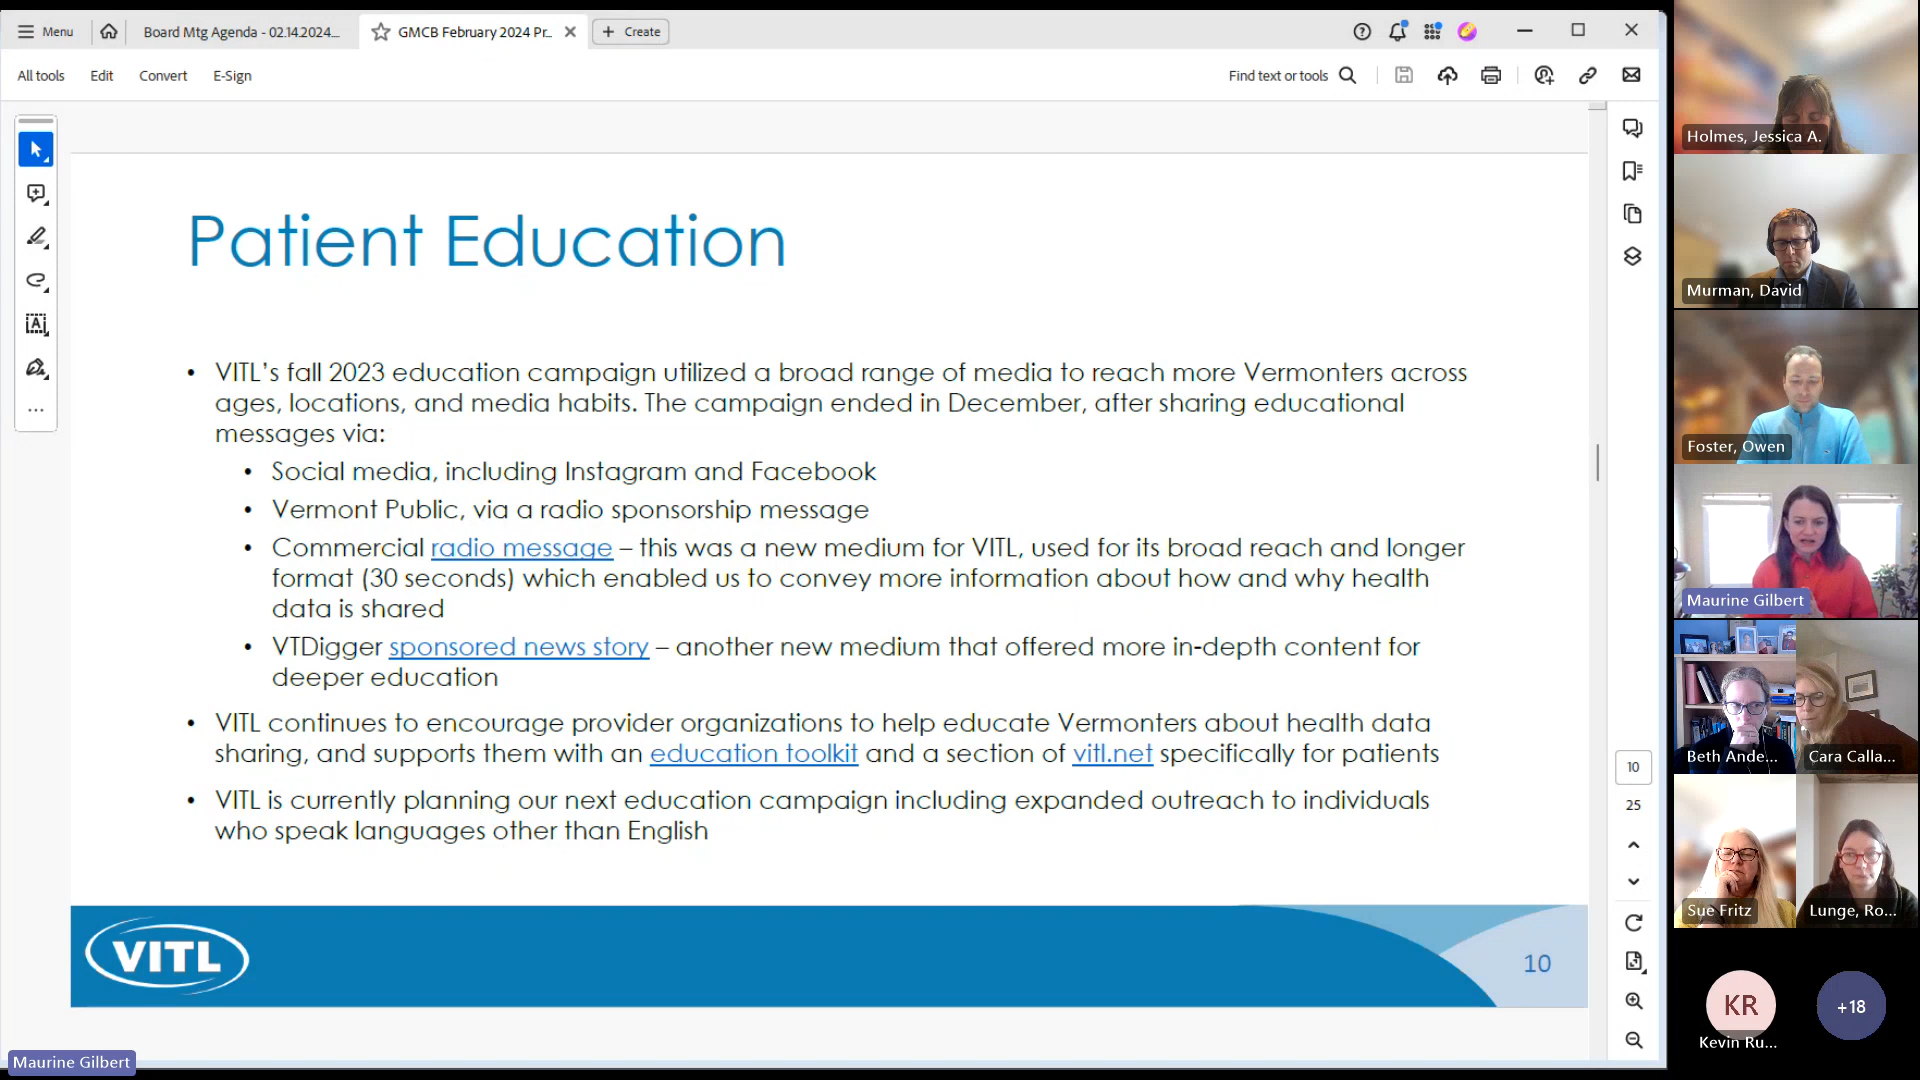 Menu
Board Mtg Agenda - 02.14.2024...
GMCB February 2024 Pr...
Create
All tools
Edit
Convert
E-Sign
Find text or tools
Patient Education
• VITL's fall 2023 education campaign utilized a broad range of media to reach more Vermonters across
ages, locations, and media habits. The campaign ended in December, after sharing educational
messages via:
• Social media, including Instagram and Facebook
• Vermont Public, via a radio sponsorship message
• Commercial radio message – this was a new medium for VITL, used for its broad reach and longer
format (30 seconds) which enabled us to convey more information about how and why health
data is shared
• VTDigger sponsored news story – another new medium that offered more in-depth content for
deeper education
• VITL continues to encourage provider organizations to help educate Vermonters about health data
sharing, and supports them with an education toolkit and a section of vitl.net specifically for patients
• VITL is currently planning our next education campaign including expanded outreach to individuals
who speak languages other than English
VITL
10
10
25
Maurine Gilbert
Holmes, Jessica A.
Murman, David
Foster, Owen
Maurine Gilbert
Beth Ande...
Cara Calla...
Sue Fritz
Lunge, Ro...
KR
Kevin Ru...
+18